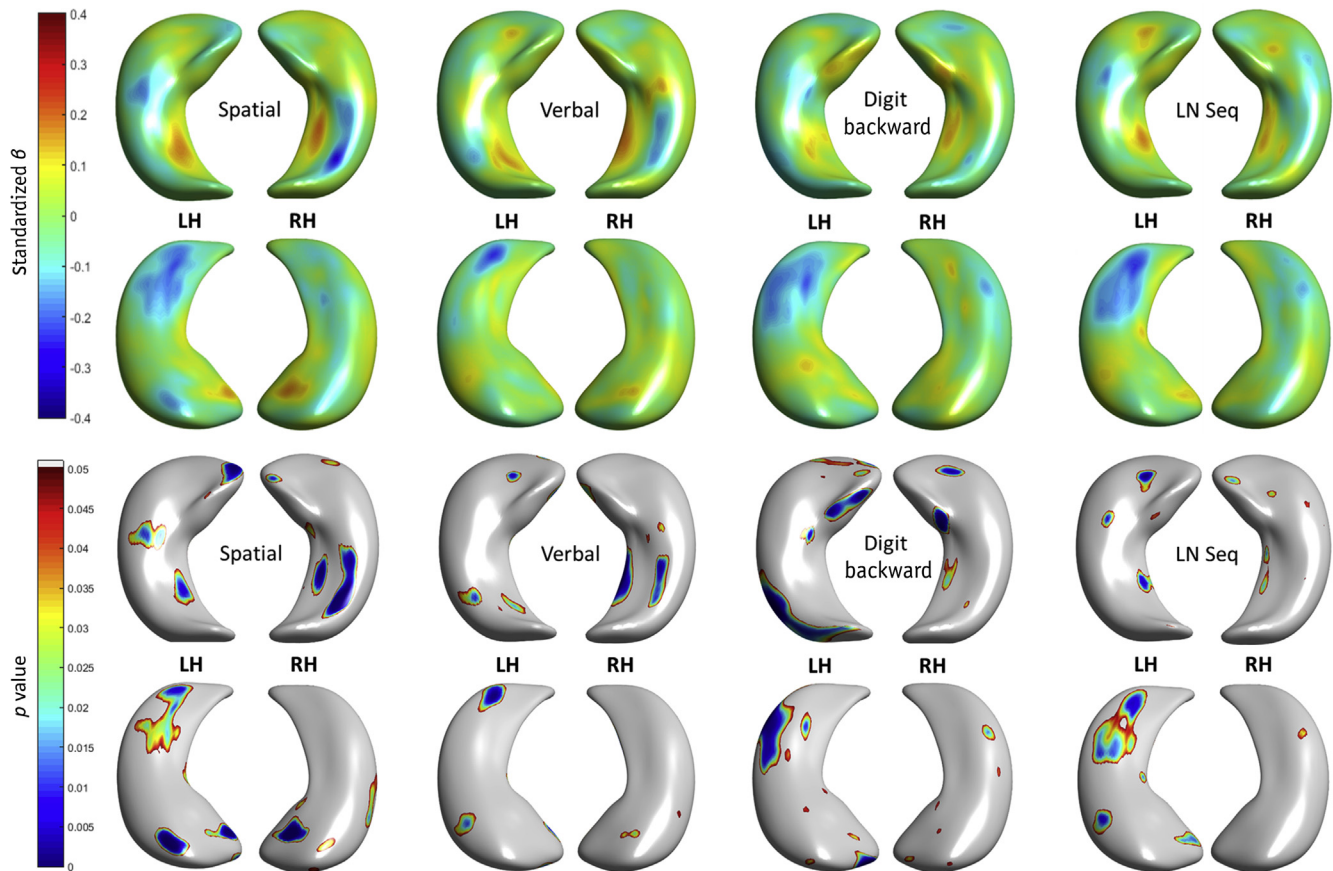 0.4
0.3
0.2
0.1
0
-0.1
-0.2
-0.3
-0.4
Standardized β
Spatial
Verbal
Digit
backward
LN Seq
LH RH
LH RH
LH RH
LH RH
0.05
0.045
0.04
0.035
0.03
0.025
0.02
0.015
0.01
0.005
0
p value
Spatial
Verbal
Digit
backward
LN Seq
LH RH
LH RH
LH RH
LH RH